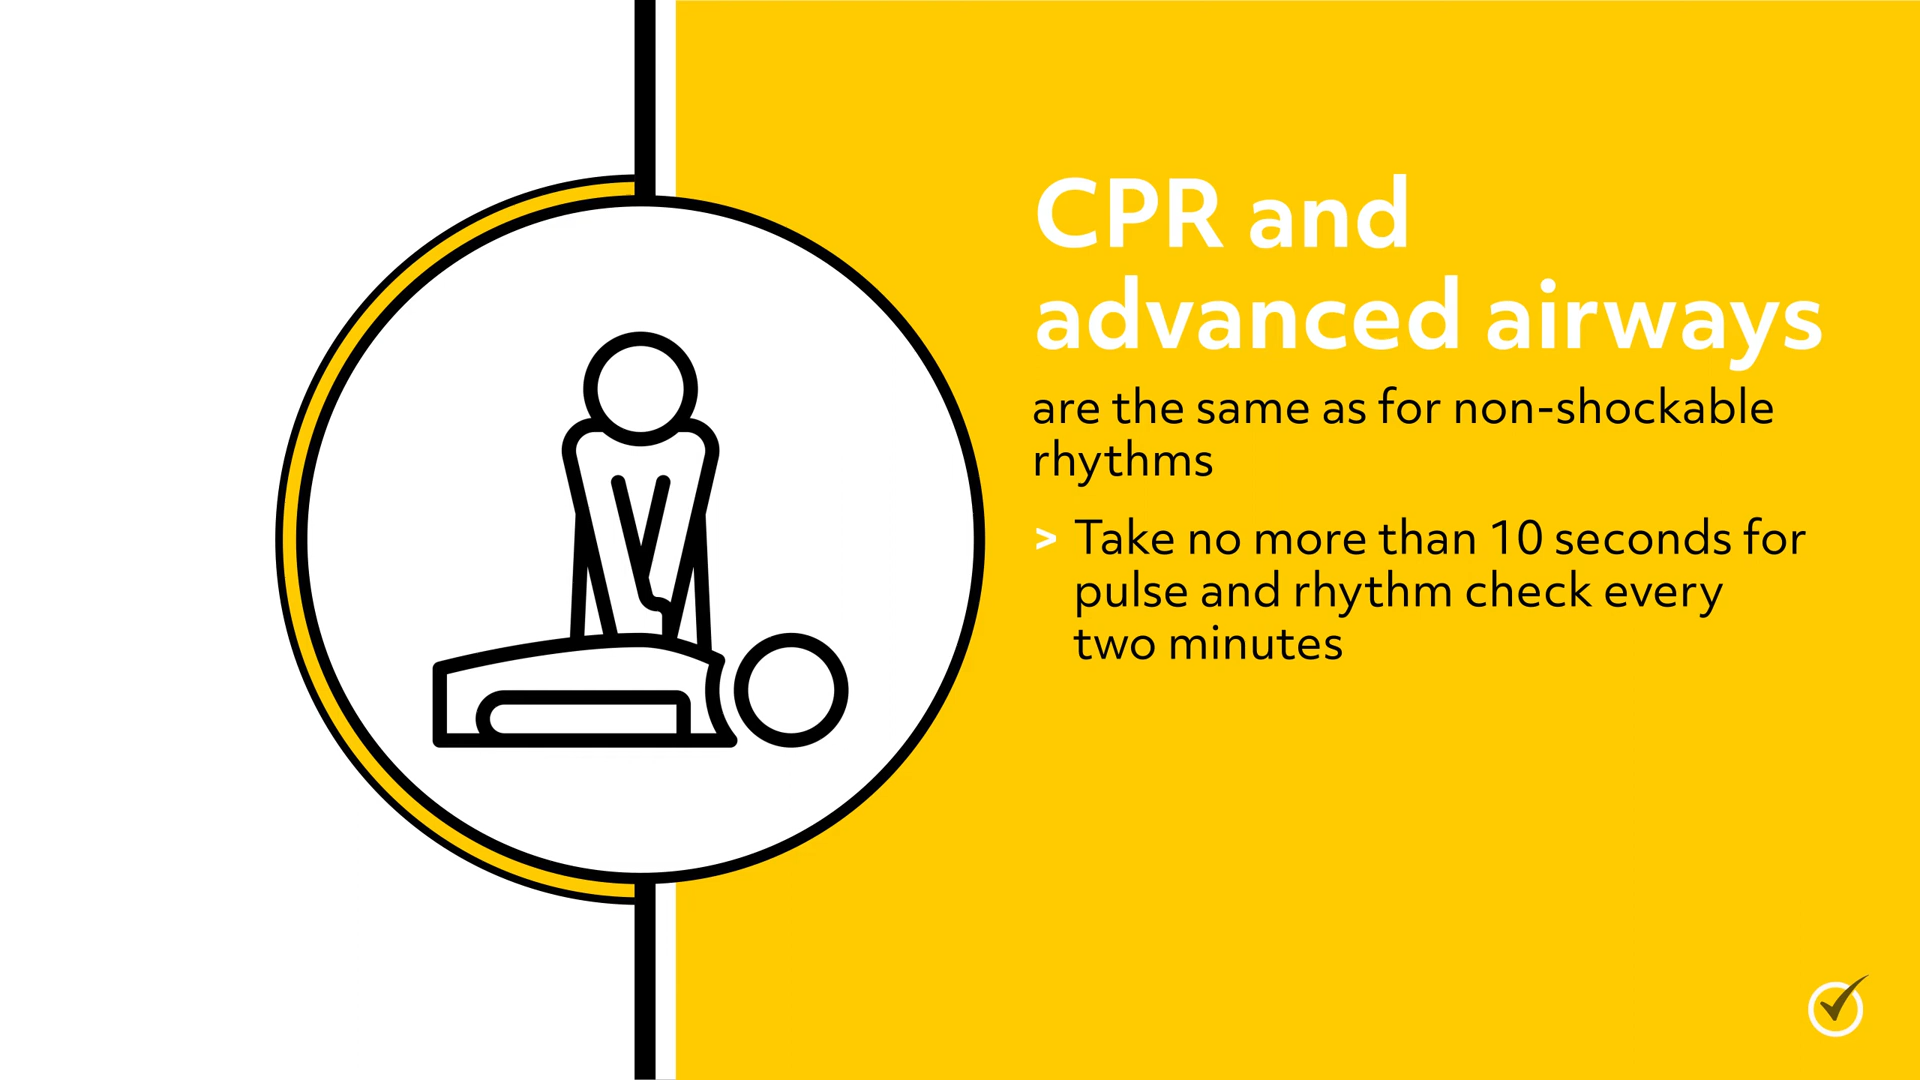 CPR and
advanced airways
are the same as for non-shockable
rhythms
> Take no more than 10 seconds for
pulse and rhythm check every
two minutes